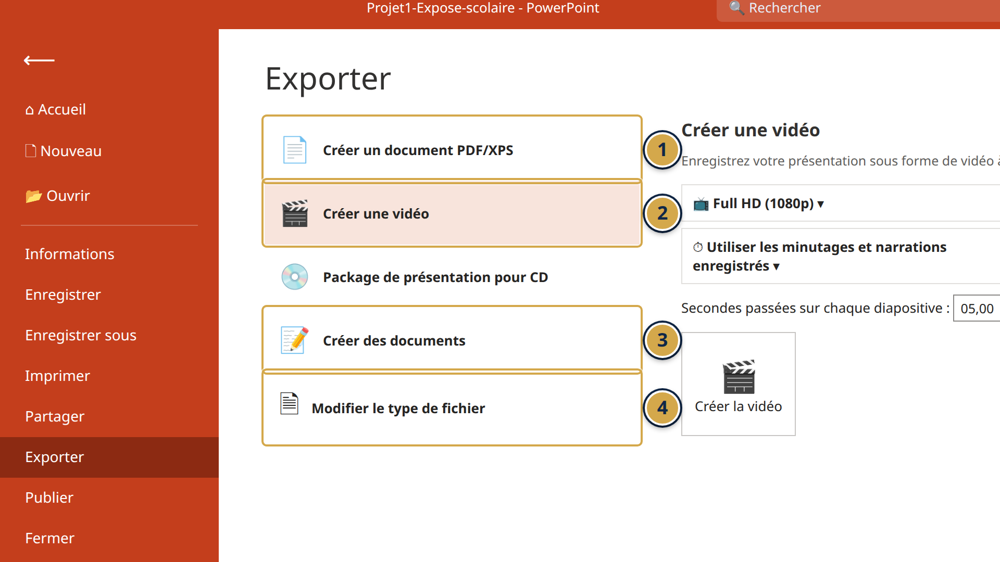 Projet1-Expose-scolaire - PowerPoint
Rechercher
Accueil
Nouveau
Ouvrir
Informations
Enregistrer
Enregistrer sous
Imprimer
Partager
Exporter
Publier
Fermer
Exporter
Créer un document PDF/XPS
1
Créer une vidéo
2
Package de présentation pour CD
Créer des documents
3
Modifier le type de fichier
4
Créer une vidéo
Enregistrez votre présentation sous forme de vidéo à
Full HD (1080p) ▾
Utiliser les minutages et narrations
enregistrés ▾
Secondes passées sur chaque diapositive : 05,00
Créer la vidéo